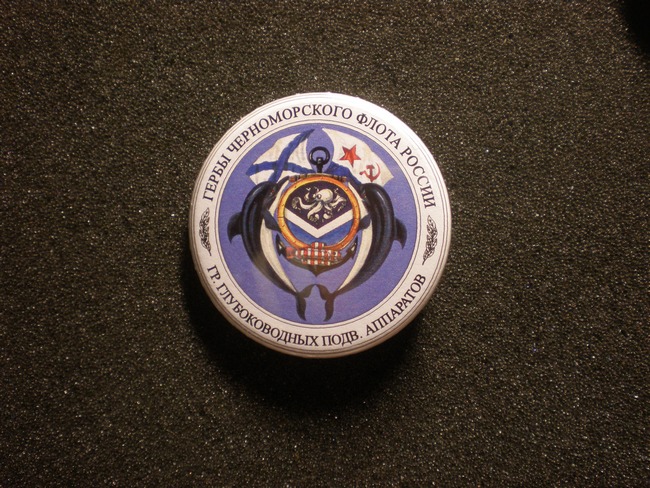 ГЕРБЫ ЧЕРНОМОРСКОГО ФЛОТА РОССИИ
ГР. ГЛУБОКОВОДНЫХ ПОДВ. АППАРАТОВ